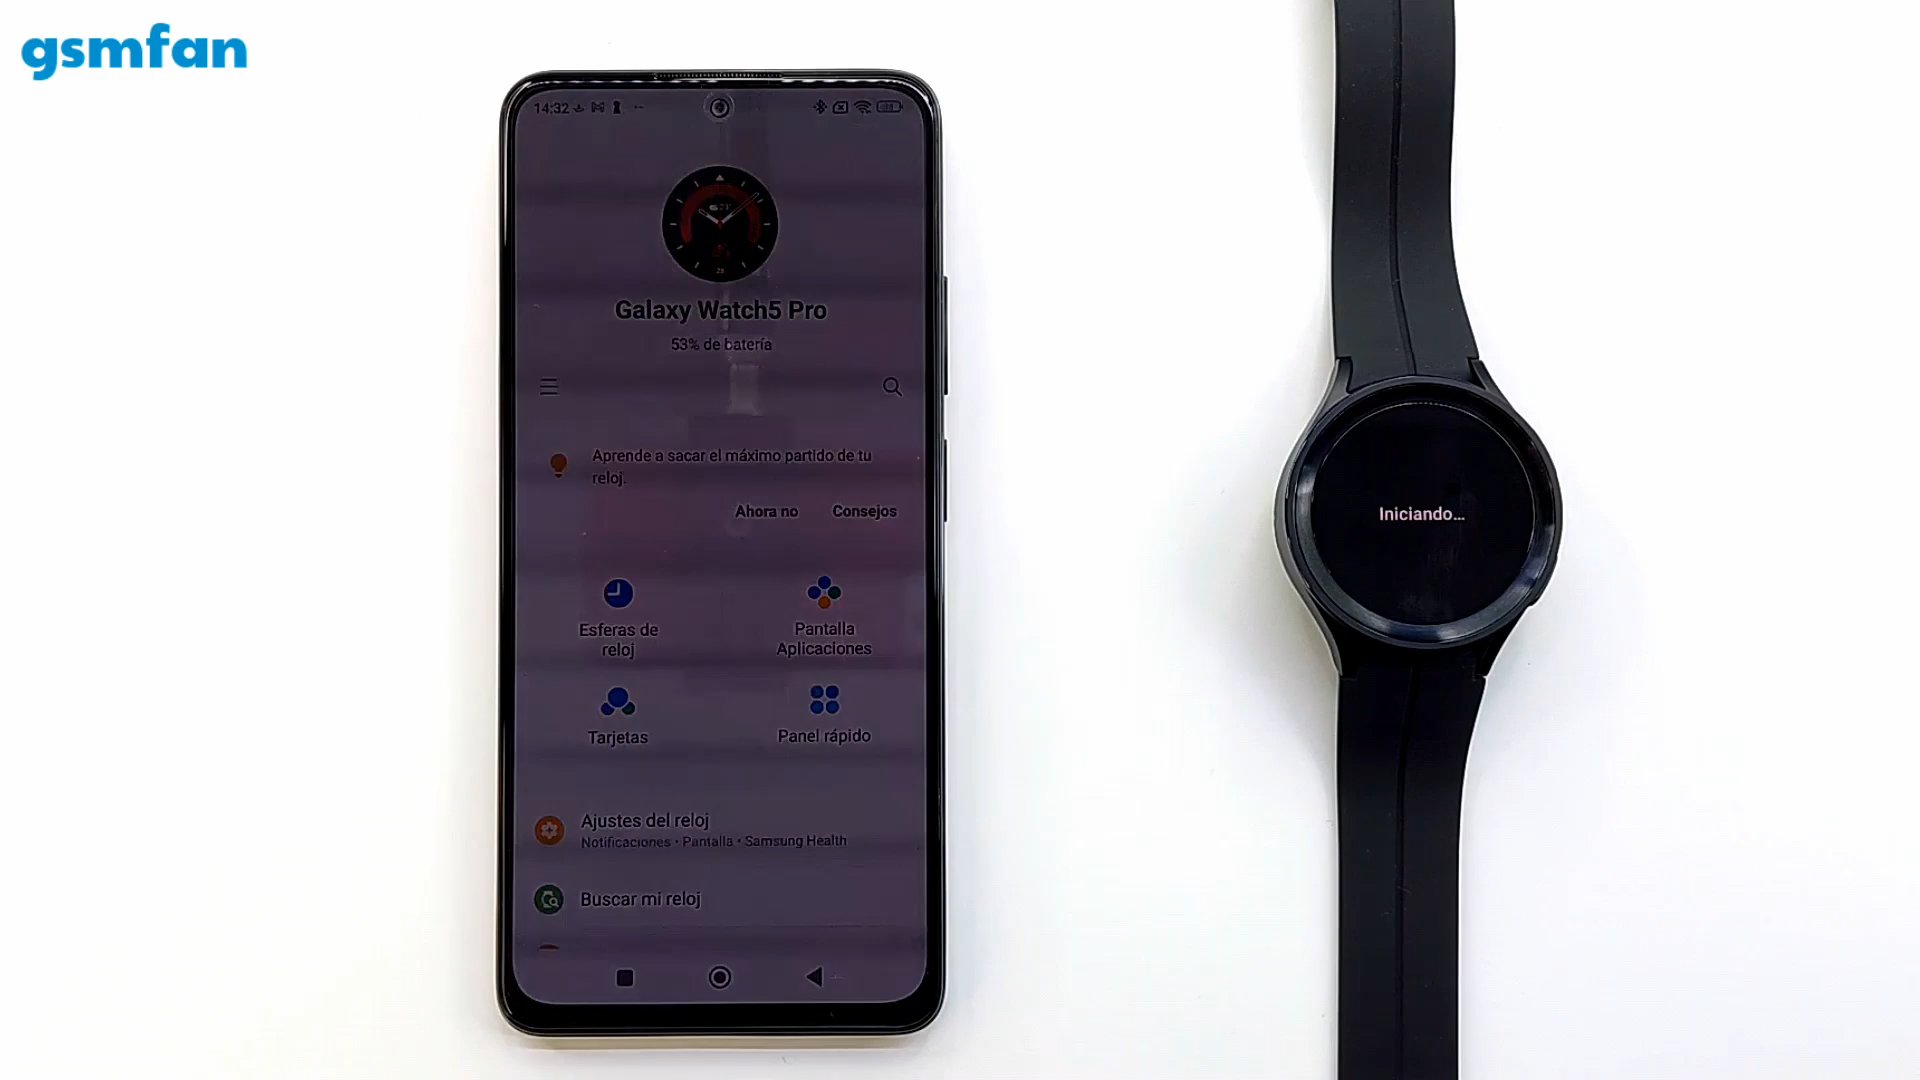 gsmfan
14:32
Galaxy Watch5 Pro
53% de batería
Aprende a sacar el máximo partido de tu
reloj.
Ahora no
Consejos
Esferas de
reloj
Pantalla
Aplicaciones
Tarjetas
Panel rápido
Ajustes del reloj
Notificaciones • Pantalla • Samsung Health
Buscar mi reloj
Iniciando...